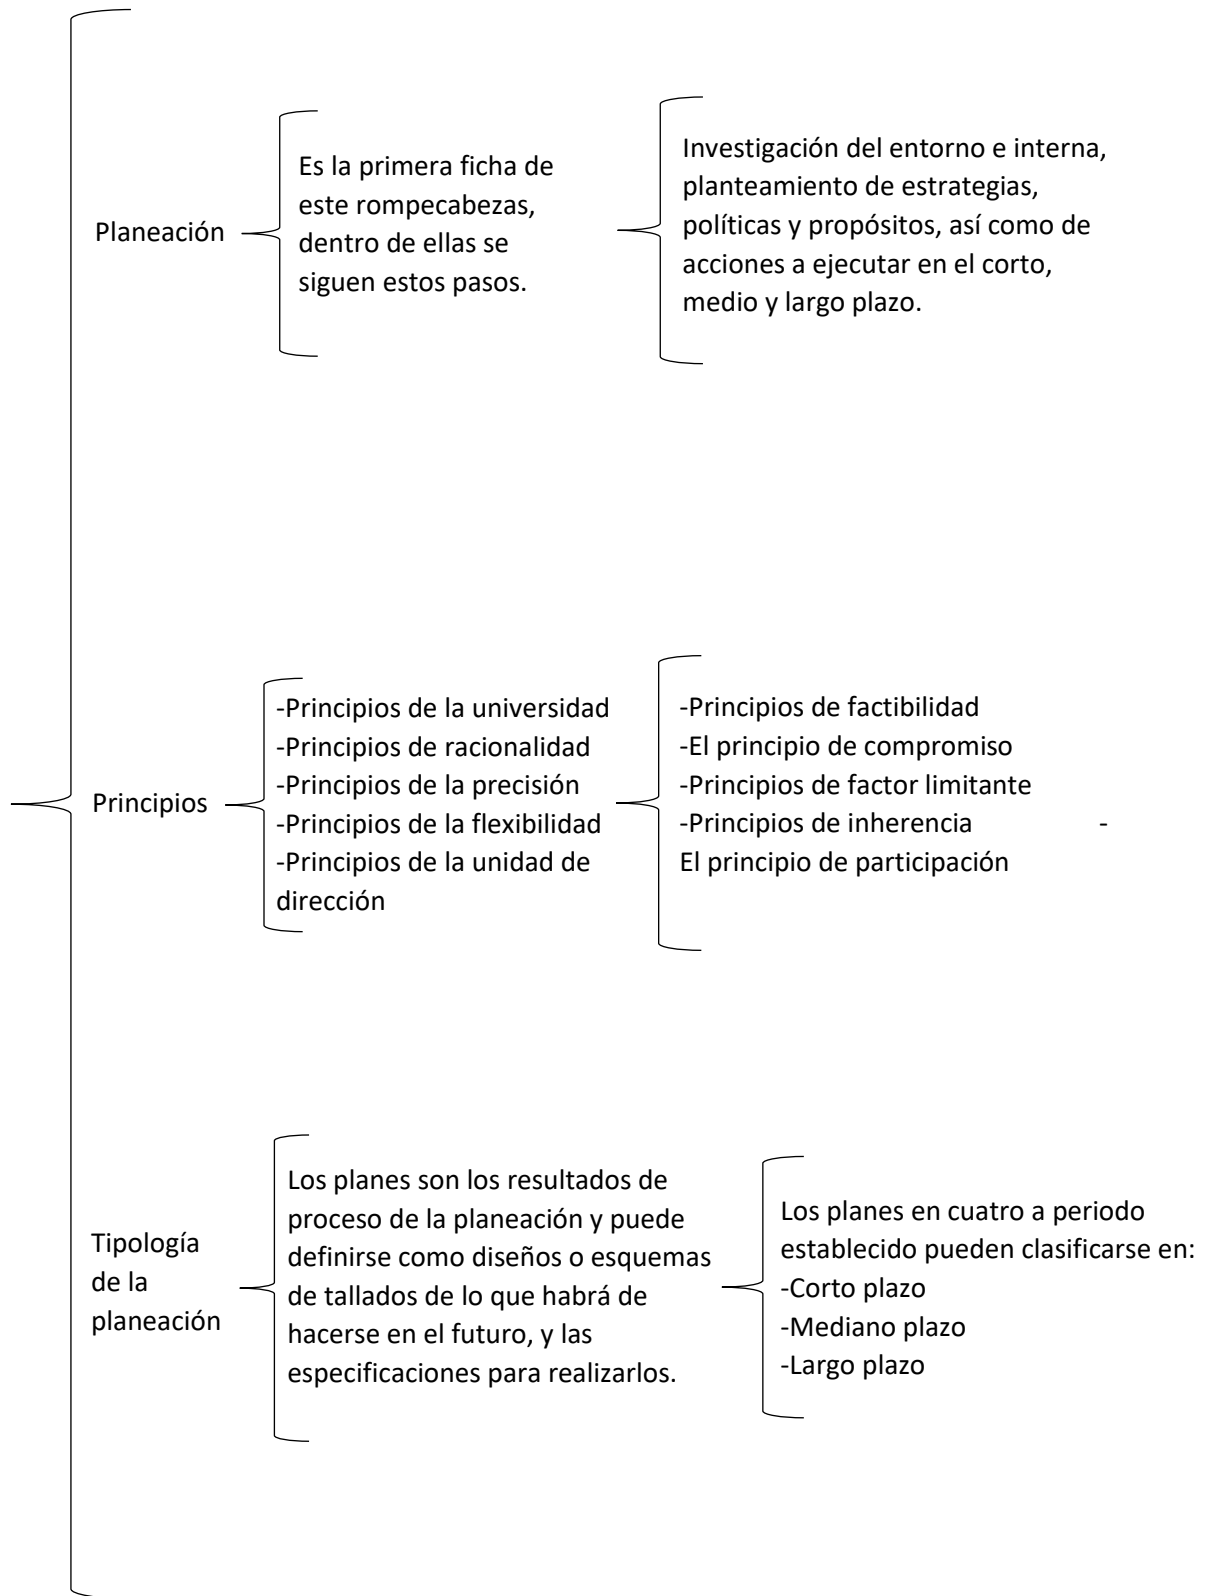 Planeación
Es la primera ficha de
este rompecabezas,
dentro de ellas se
siguen estos pasos.
Investigación del entorno e interna,
planteamiento de estrategias,
políticas y propósitos, así como de
acciones a ejecutar en el corto,
medio y largo plazo.
Principios
-Principios de la universidad
-Principios de racionalidad
-Principios de la precisión
-Principios de la flexibilidad
-Principios de la unidad de
dirección
-Principios de factibilidad
-El principio de compromiso
-Principios de factor limitante
-Principios de inherencia -
El principio de participación
Tipología
de la
planeación
Los planes son los resultados de
proceso de la planeación y puede
definirse como diseños o esquemas
de tallados de lo que habrá de
hacerse en el futuro, y las
especificaciones para realizarlos.
Los planes en cuatro a periodo
establecido pueden clasificarse en:
-Corto plazo
-Mediano plazo
-Largo plazo